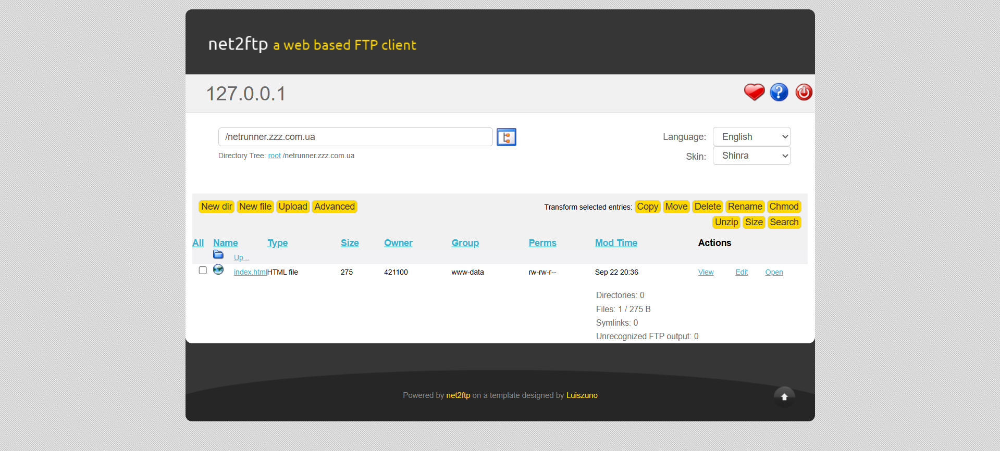 net2ftp a web based FTP client
127.0.0.1
/netrunner.zzz.com.ua
Language: English
Directory Tree: root /netrunner.zzz.com.ua
Skin: Shinra
New dir New file Upload Advanced Transform selected entries: Copy Move Delete Rename Chmod
Unzip Size Search
All Name Type Size Owner Group Perms Mod Time Actions
Up ..
index.html HTML file 275 421100 www-data rw-rw-r-- Sep 22 20:36 View Edit Open
Directories: 0
Files: 1 / 275 B
Symlinks: 0
Unrecognized FTP output: 0
Powered by net2ftp on a template designed by Luiszuno